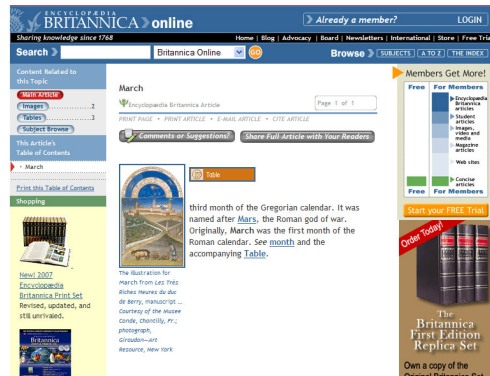 ENCYCLOPÆDIA
BRITANNICA online
Already a member?
LOGIN
Sharing knowledge since 1768
Home | Blog | Advocacy | Board | Newsletters | International | Store | Free Tria
Search
Britannica Online
GO
Browse
SUBJECTS
A TO Z
THE INDEX
Content Related to
this Topic
Main Article
Images 2
Tables 3
Subject Browse
This Article's
Table of Contents
March
Print this Table of Contents
Shopping
New! 2007
Encyclopædia
Britannica Print Set
Revised, updated, and
still unrivaled.
Britannica
March
Encyclopædia Britannica Article
Page 1 of 1
PRINT PAGE • PRINT ARTICLE • E-MAIL ARTICLE • CITE ARTICLE
Comments or Suggestions?
Share Full Article with Your Readers
Table
third month of the Gregorian calendar. It was
named after Mars, the Roman god of war.
Originally, March was the first month of the
Roman calendar. See month and the
accompanying Table.
The illustration for
March from Les Très
Riches Heures du duc
de Berry, manuscript ...
Courtesy of the Musee
Conde, Chantilly, Fr.;
photograph,
Giraudon—Art
Resource, New York
Members Get More!
Free For Members
Encyclopædia
Britannica
articles
Student
articles
Images,
video and
media
Magazine
articles
Web sites
Concise
articles
Free For Members
Start your FREE Trial
Order Today!
The
Britannica
First Edition
Replica Set
Own a copy of the
Original Britannica Set